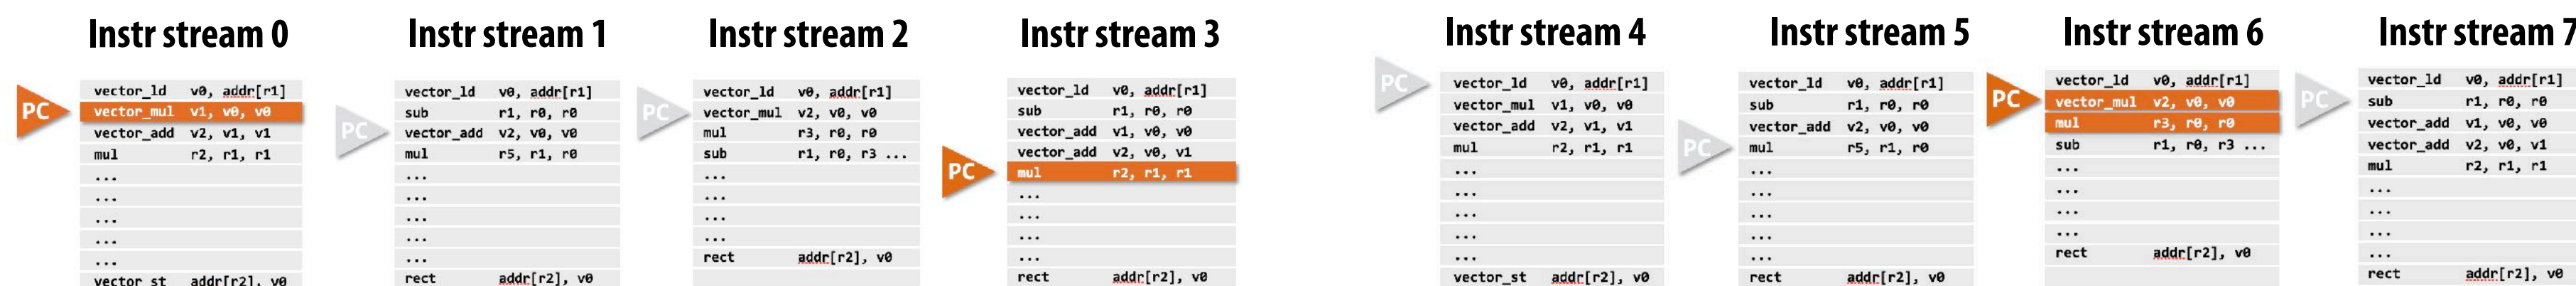 Instr stream 0
PC
vector_ld v0, addr[r1]
vector_mul v1, v0, v0
vector_add v2, v1, v1
mul r2, r1, r1
...
...
...
...
...
vector_st addr[r2], v0
Instr stream 1
PC
vector_ld v0, addr[r1]
sub r1, r0, r0
vector_add v2, v0, v0
mul r5, r1, r0
...
...
...
...
...
rect addr[r2], v0
Instr stream 2
PC
vector_ld v0, addr[r1]
vector_mul v2, v0, v0
mul r3, r0, r0
sub r1, r0, r3 ...
...
...
...
...
rect addr[r2], v0
Instr stream 3
PC
vector_ld v0, addr[r1]
sub r1, r0, r0
vector_add v1, v0, v0
vector_add v2, v0, v1
mul r2, r1, r1
...
...
...
...
rect addr[r2], v0
Instr stream 4
PC
vector_ld v0, addr[r1]
vector_mul v1, v0, v0
vector_add v2, v1, v1
mul r2, r1, r1
...
...
...
...
...
vector_st addr[r2], v0
Instr stream 5
PC
vector_ld v0, addr[r1]
sub r1, r0, r0
vector_add v2, v0, v0
mul r5, r1, r0
...
...
...
...
...
rect addr[r2], v0
Instr stream 6
PC
vector_ld v0, addr[r1]
vector_mul v2, v0, v0
mul r3, r0, r0
sub r1, r0, r3 ...
...
...
...
...
rect addr[r2], v0
Instr stream 7
PC
vector_ld v0, addr[r1]
sub r1, r0, r0
vector_add v1, v0, v0
vector_add v2, v0, v1
mul r2, r1, r1
...
...
...
...
rect addr[r2], v0